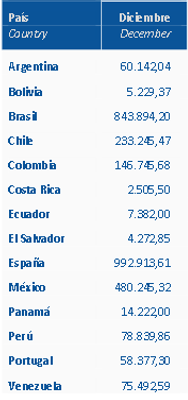 País Diciembre
Country December
Argentina 60.142,04
Bolivia 5.229,37
Brasil 843.894,20
Chile 233.245,47
Colombia 146.745,68
Costa Rica 2.505,50
Ecuador 7.382,00
El Salvador 4.272,85
España 992.913,61
México 480.245,32
Panamá 14.222,00
Perú 78.839,86
Portugal 58.377,30
Venezuela 75.492,59